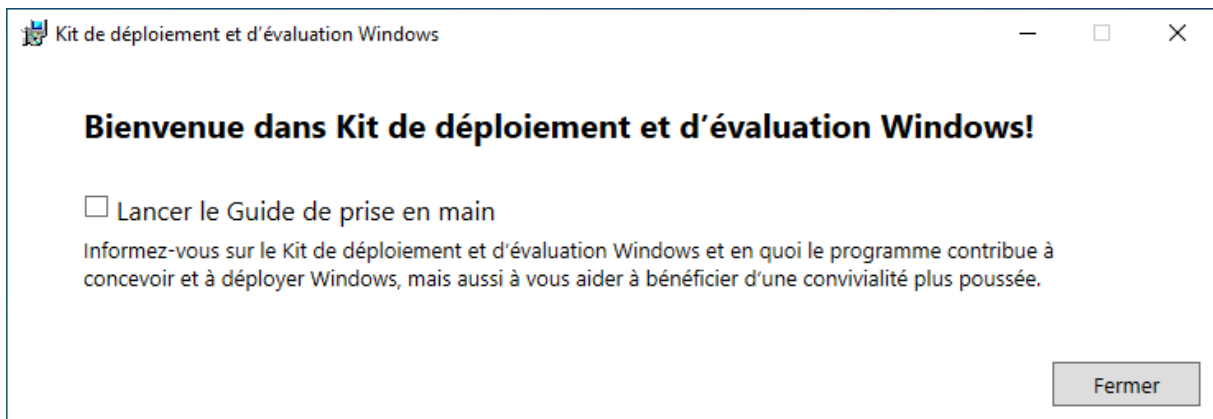 Kit de déploiement et d’évaluation Windows
Bienvenue dans Kit de déploiement et d’évaluation Windows!
Lancer le Guide de prise en main
Informez-vous sur le Kit de déploiement et d’évaluation Windows et en quoi le programme contribue à
concevoir et à déployer Windows, mais aussi à vous aider à bénéficier d’une convivialité plus poussée.
Fermer